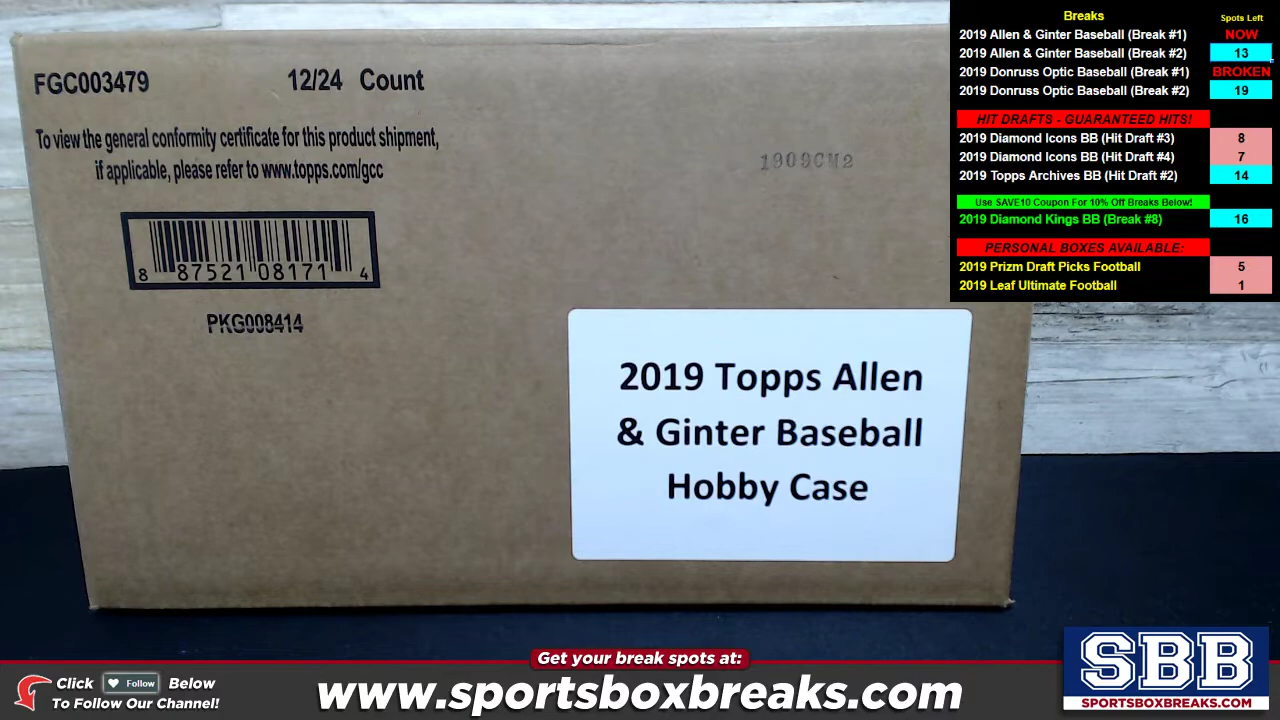 FGC003479 12/24 Count
To view the general conformity certificate for this product shipment,
if applicable, please refer to www.topps.com/gcc
1909CM2
8 87521 08171 4
PKG008414
2019 Topps Allen
& Ginter Baseball
Hobby Case
Breaks Spots Left
2019 Allen & Ginter Baseball (Break #1) NOW
2019 Allen & Ginter Baseball (Break #2) 13
2019 Donruss Optic Baseball (Break #1) BROKEN
2019 Donruss Optic Baseball (Break #2) 19
HIT DRAFTS - GUARANTEED HITS!
2019 Diamond Icons BB (Hit Draft #3) 8
2019 Diamond Icons BB (Hit Draft #4) 7
2019 Topps Archives BB (Hit Draft #2) 14
Use SAVE10 Coupon For 10% Off Breaks Below!
2019 Diamond Kings BB (Break #8) 16
PERSONAL BOXES AVAILABLE:
2019 Prizm Draft Picks Football 5
2019 Leaf Ultimate Football 1
Get your break spots at:
Click Follow Below
To Follow Our Channel!
www.sportsboxbreaks.com
SBB
SPORTSBOXBREAKS.COM